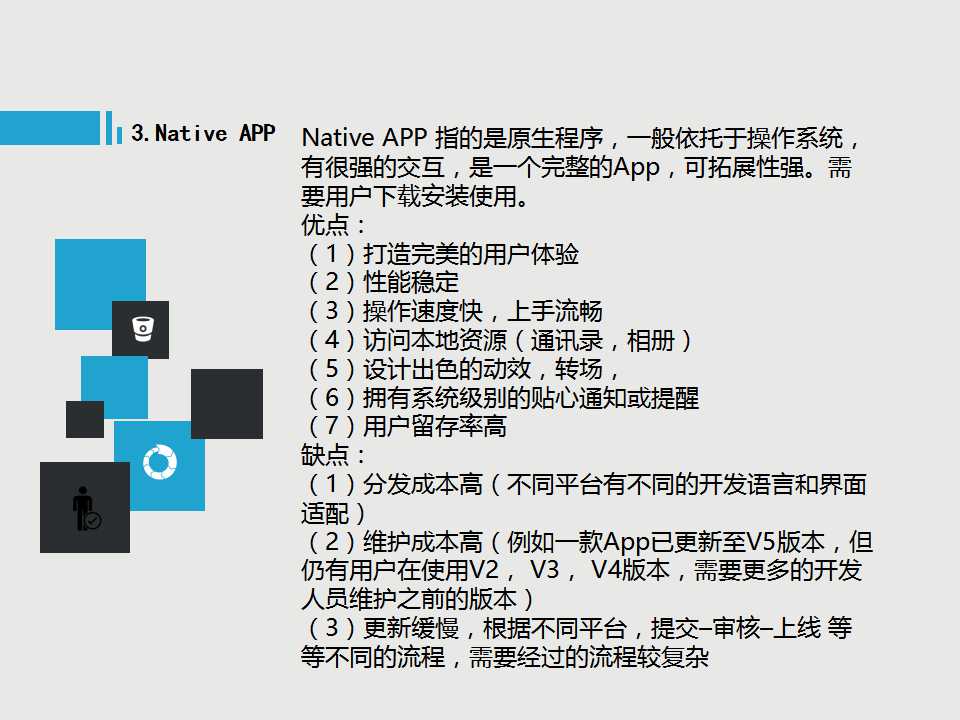 3.Native APP
Native APP 指的是原生程序，一般依托于操作系统，
有很强的交互，是一个完整的App，可拓展性强。需
要用户下载安装使用。
优点：
（1）打造完美的用户体验
（2）性能稳定
（3）操作速度快，上手流畅
（4）访问本地资源（通讯录，相册）
（5）设计出色的动效，转场，
（6）拥有系统级别的贴心通知或提醒
（7）用户留存率高
缺点：
（1）分发成本高（不同平台有不同的开发语言和界面
适配）
（2）维护成本高（例如一款App已更新至V5版本，但
仍有用户在使用V2， V3， V4版本，需要更多的开发
人员维护之前的版本）
（3）更新缓慢，根据不同平台，提交–审核–上线 等
等不同的流程，需要经过的流程较复杂